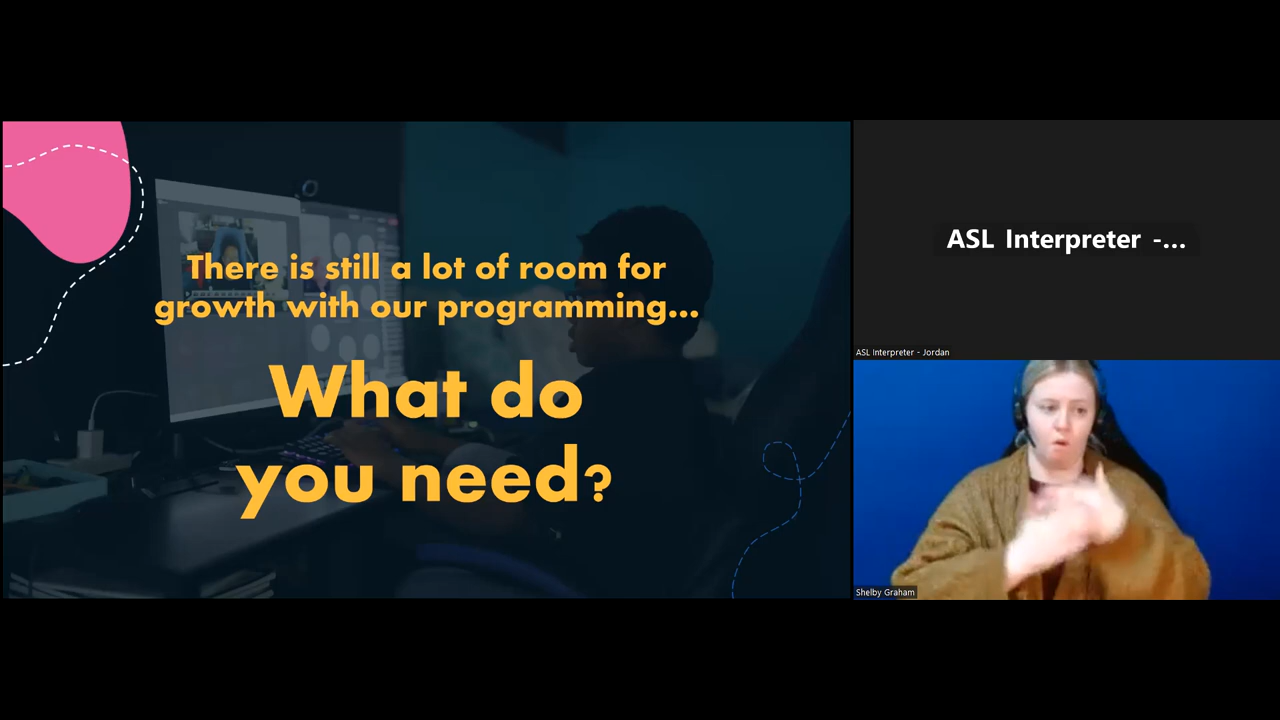 There is still a lot of room for
growth with our programming...
What do
you need?
ASL Interpreter -...
ASL Interpreter - Jordan
Shelby Graham